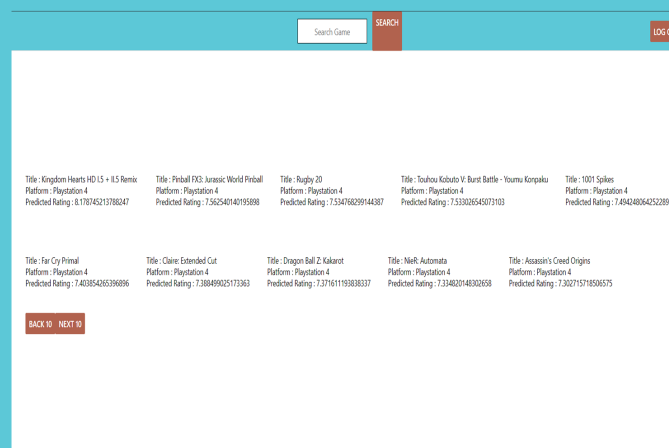 Search Game
SEARCH
LOG
Title : Kingdom Hearts HD I.5 + II.5 Remix
Platform : Playstation 4
Predicted Rating : 8.178745213788247
Title : Pinball FX3: Jurassic World Pinball
Platform : Playstation 4
Predicted Rating : 7.562540140195898
Title : Rugby 20
Platform : Playstation 4
Predicted Rating : 7.534768299144387
Title : Touhou Kobuto V: Burst Battle - Youmu Konpaku
Platform : Playstation 4
Predicted Rating : 7.533026545073103
Title : 1001 Spikes
Platform : Playstation 4
Predicted Rating : 7.494248064252289
Title : Far Cry Primal
Platform : Playstation 4
Predicted Rating : 7.403854265396896
Title : Claire: Extended Cut
Platform : Playstation 4
Predicted Rating : 7.388499025173363
Title : Dragon Ball Z: Kakarot
Platform : Playstation 4
Predicted Rating : 7.371611193838337
Title : NieR: Automata
Platform : Playstation 4
Predicted Rating : 7.334820148302658
Title : Assassin's Creed Origins
Platform : Playstation 4
Predicted Rating : 7.302715718506575
BACK 10
NEXT 10